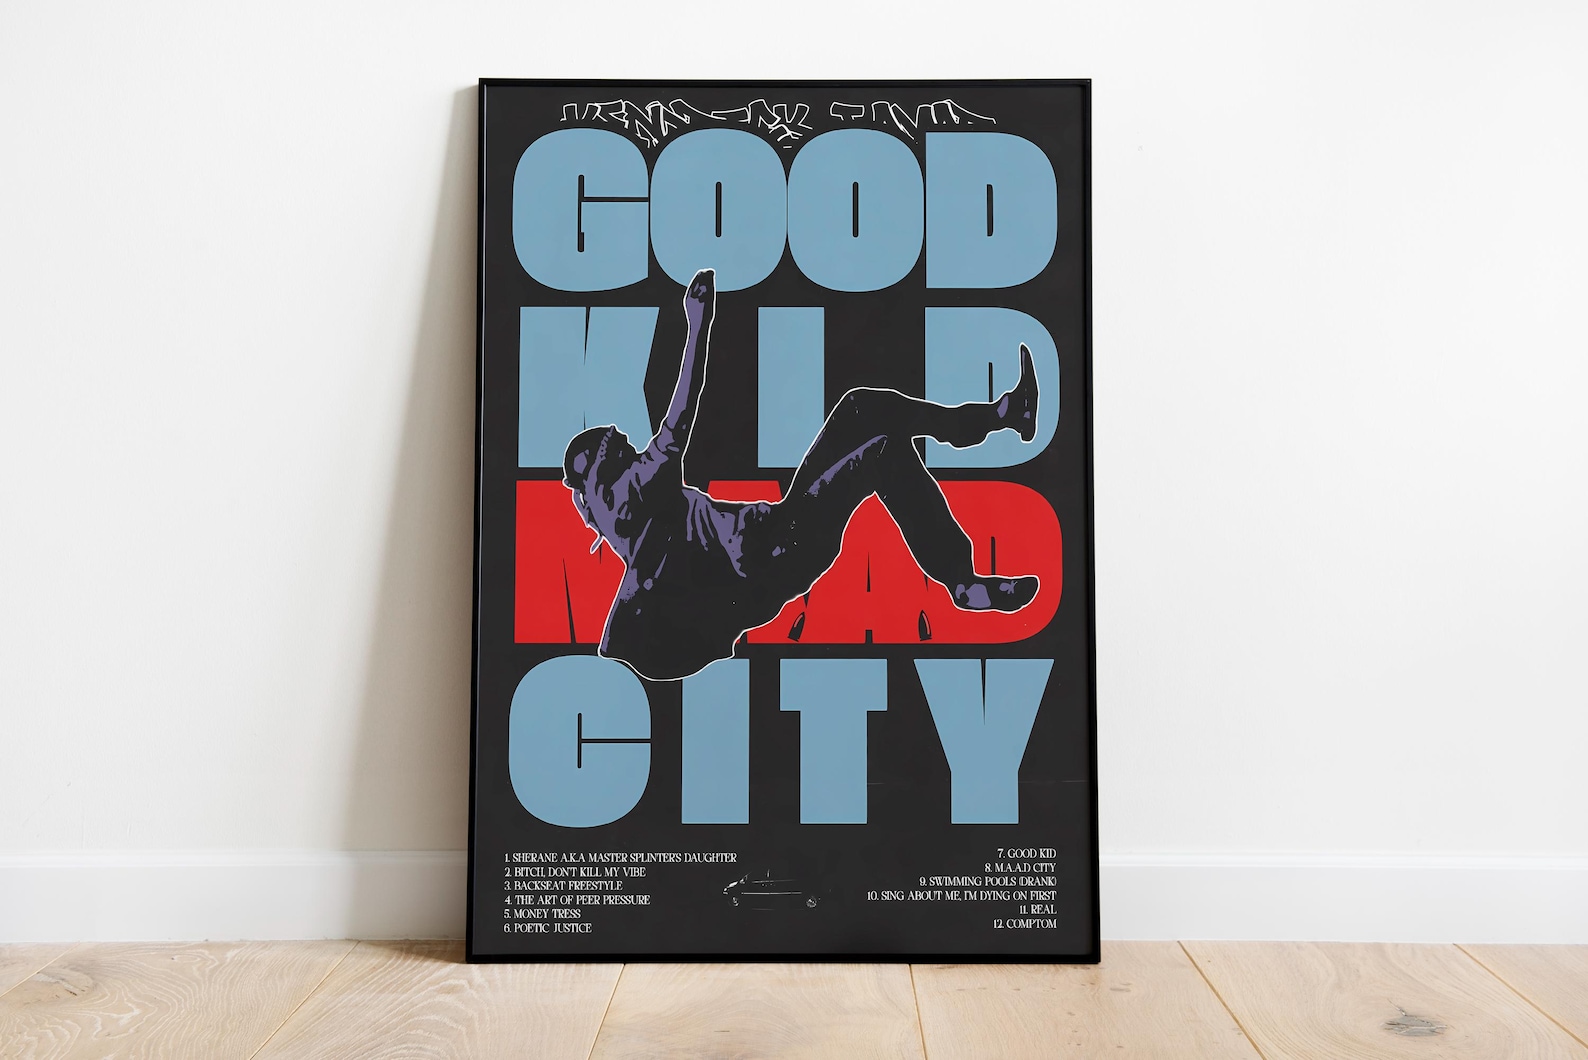 GOOD
KID
MAAD
CITY
1. SHERANE A.K.A MASTER SPLINTER'S DAUGHTER
2. BITCH, DON'T KILL MY VIBE
3. BACKSEAT FREESTYLE
4. THE ART OF PEER PRESSURE
5. MONEY TRESS
6. POETIC JUSTICE
7. GOOD KID
8. M.A.A.D CITY
9. SWIMMING POOLS (DRANK)
10. SING ABOUT ME, I'M DYING ON FIRST
11. REAL
12. COMPTOM